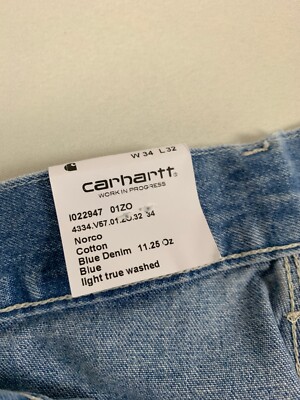 W 34 L 32
carhartt
WORK IN PROGRESS
I022947 01ZO
4334.V57.01.ZO.32 34
Norco
Cotton
Blue Denim 11.25 Oz
Blue
light true washed